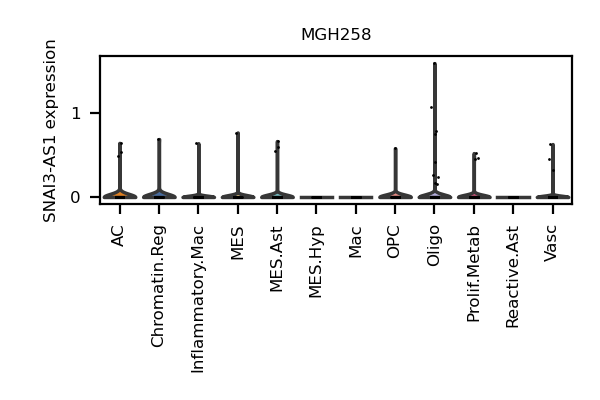 MGH258
SNAI3-AS1 expression
1
0
AC
Chromatin.Reg
Inflammatory.Mac
MES
MES.Ast
MES.Hyp
Mac
OPC
Oligo
Prolif.Metab
Reactive.Ast
Vasc